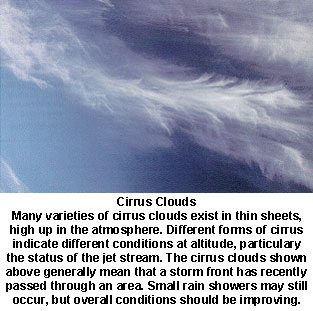 Cirrus Clouds
Many varieties of cirrus clouds exist in thin sheets,
high up in the atmosphere. Different forms of cirrus
indicate different conditions at altitude, particulary
the status of the jet stream. The cirrus clouds shown
above generally mean that a storm front has recently
passed through an area. Small rain showers may still
occur, but overall conditions should be improving.